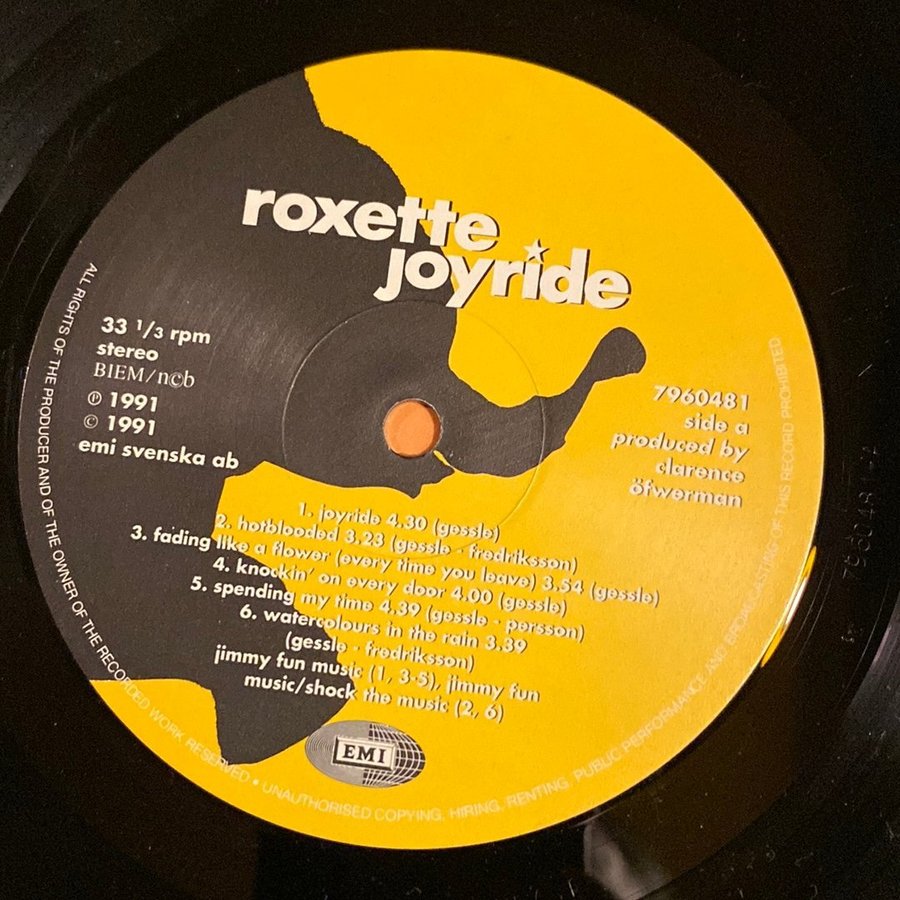 roxette
joyride
33 1/3 rpm
stereo
BIEM/n©b
℗ 1991
© 1991
emi svenska ab
7960481
side a
produced by
clarence
öfwerman
1. joyride 4.30 (gessle)
2. hotblooded 3.23 (gessle - fredriksson)
3. fading like a flower (every time you leave) 3.54 (gessle)
4. knockin' on every door 4.00 (gessle)
5. spending my time 4.39 (gessle - persson)
6. watercolours in the rain 3.39
(gessle - fredriksson)
jimmy fun music (1, 3-5), jimmy fun
music/shock the music (2, 6)
EMI
ALL RIGHTS OF THE PRODUCER AND OF THE OWNER OF THE RECORDED WORK RESERVED • UNAUTHORISED COPYING, HIRING, RENTING, PUBLIC PERFORMANCE AND BROADCASTING OF THIS RECORD PROHIBITED